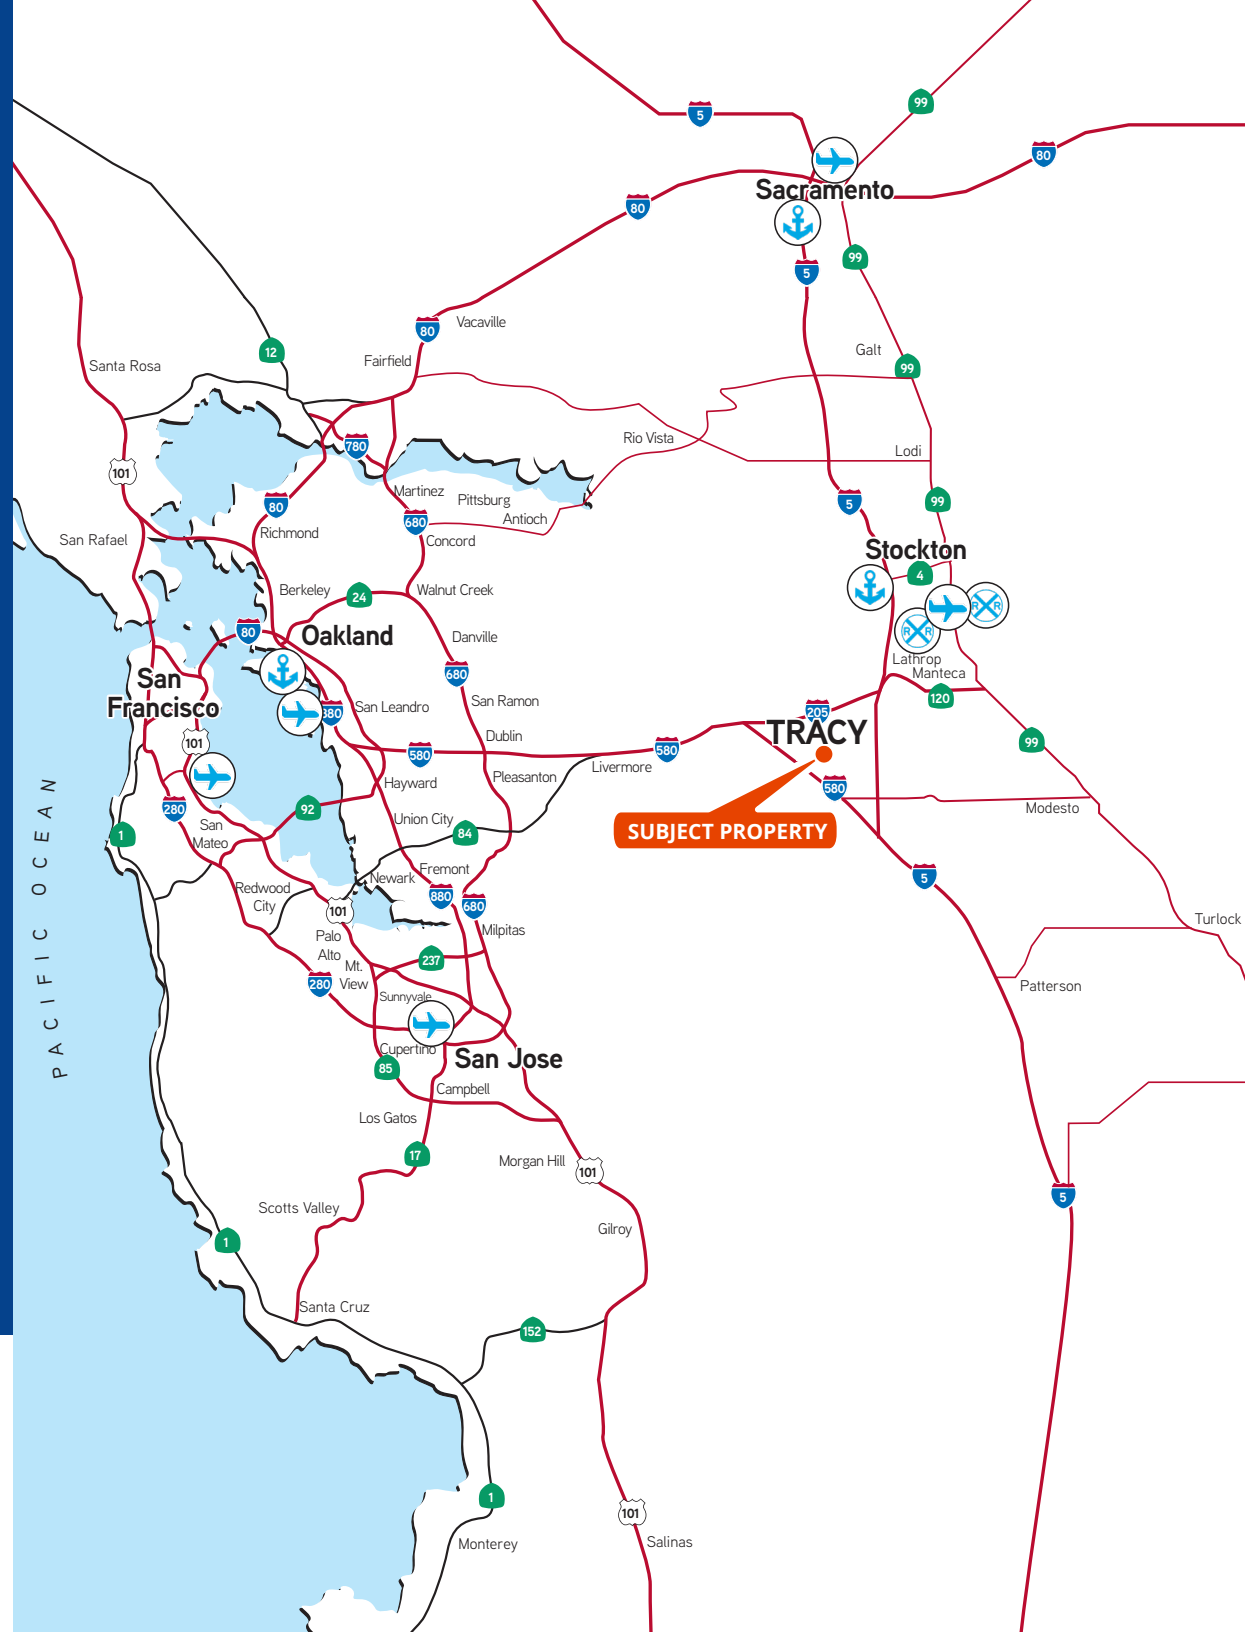 5
99
80
Sacramento
80
5
99
80
Vacaville
12
Fairfield
Galt
99
Santa Rosa
Rio Vista
780
Lodi
101
Martinez
Pittsburg
80
680
Antioch
5
99
San Rafael
Richmond
Concord
Stockton
4
Berkeley
24
Walnut Creek
R R
R R
80
Oakland
Danville
Lathrop
Manteca
680
San
Francisco
San Ramon
120
880
San Leandro
205
TRACY
101
Dublin
580
580
99
Livermore
Pleasanton
Hayward
580
280
92
Modesto
San
Mateo
Union City
84
SUBJECT PROPERTY
1
Fremont
Newark
5
Redwood
City
880
680
101
Turlock
Milpitas
Palo
Alto
237
Mt.
View
280
Patterson
Sunnyvale
PACIFIC OCEAN
Cupertino
San Jose
85
Campbell
Los Gatos
17
Morgan Hill
101
5
Scotts Valley
Gilroy
1
Santa Cruz
152
1
101
Monterey
Salinas